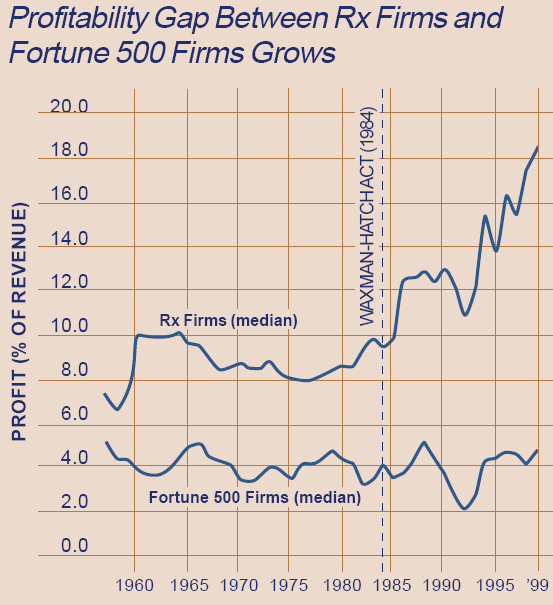 Profitability Gap Between Rx Firms and
Fortune 500 Firms Grows
20.0
18.0
16.0
14.0
12.0
10.0
8.0
6.0
4.0
2.0
0.0
PROFIT (% OF REVENUE)
WAXMAN-HATCH ACT (1984)
Rx Firms (median)
Fortune 500 Firms (median)
1960 1965 1970 1975 1980 1985 1990 1995 '99